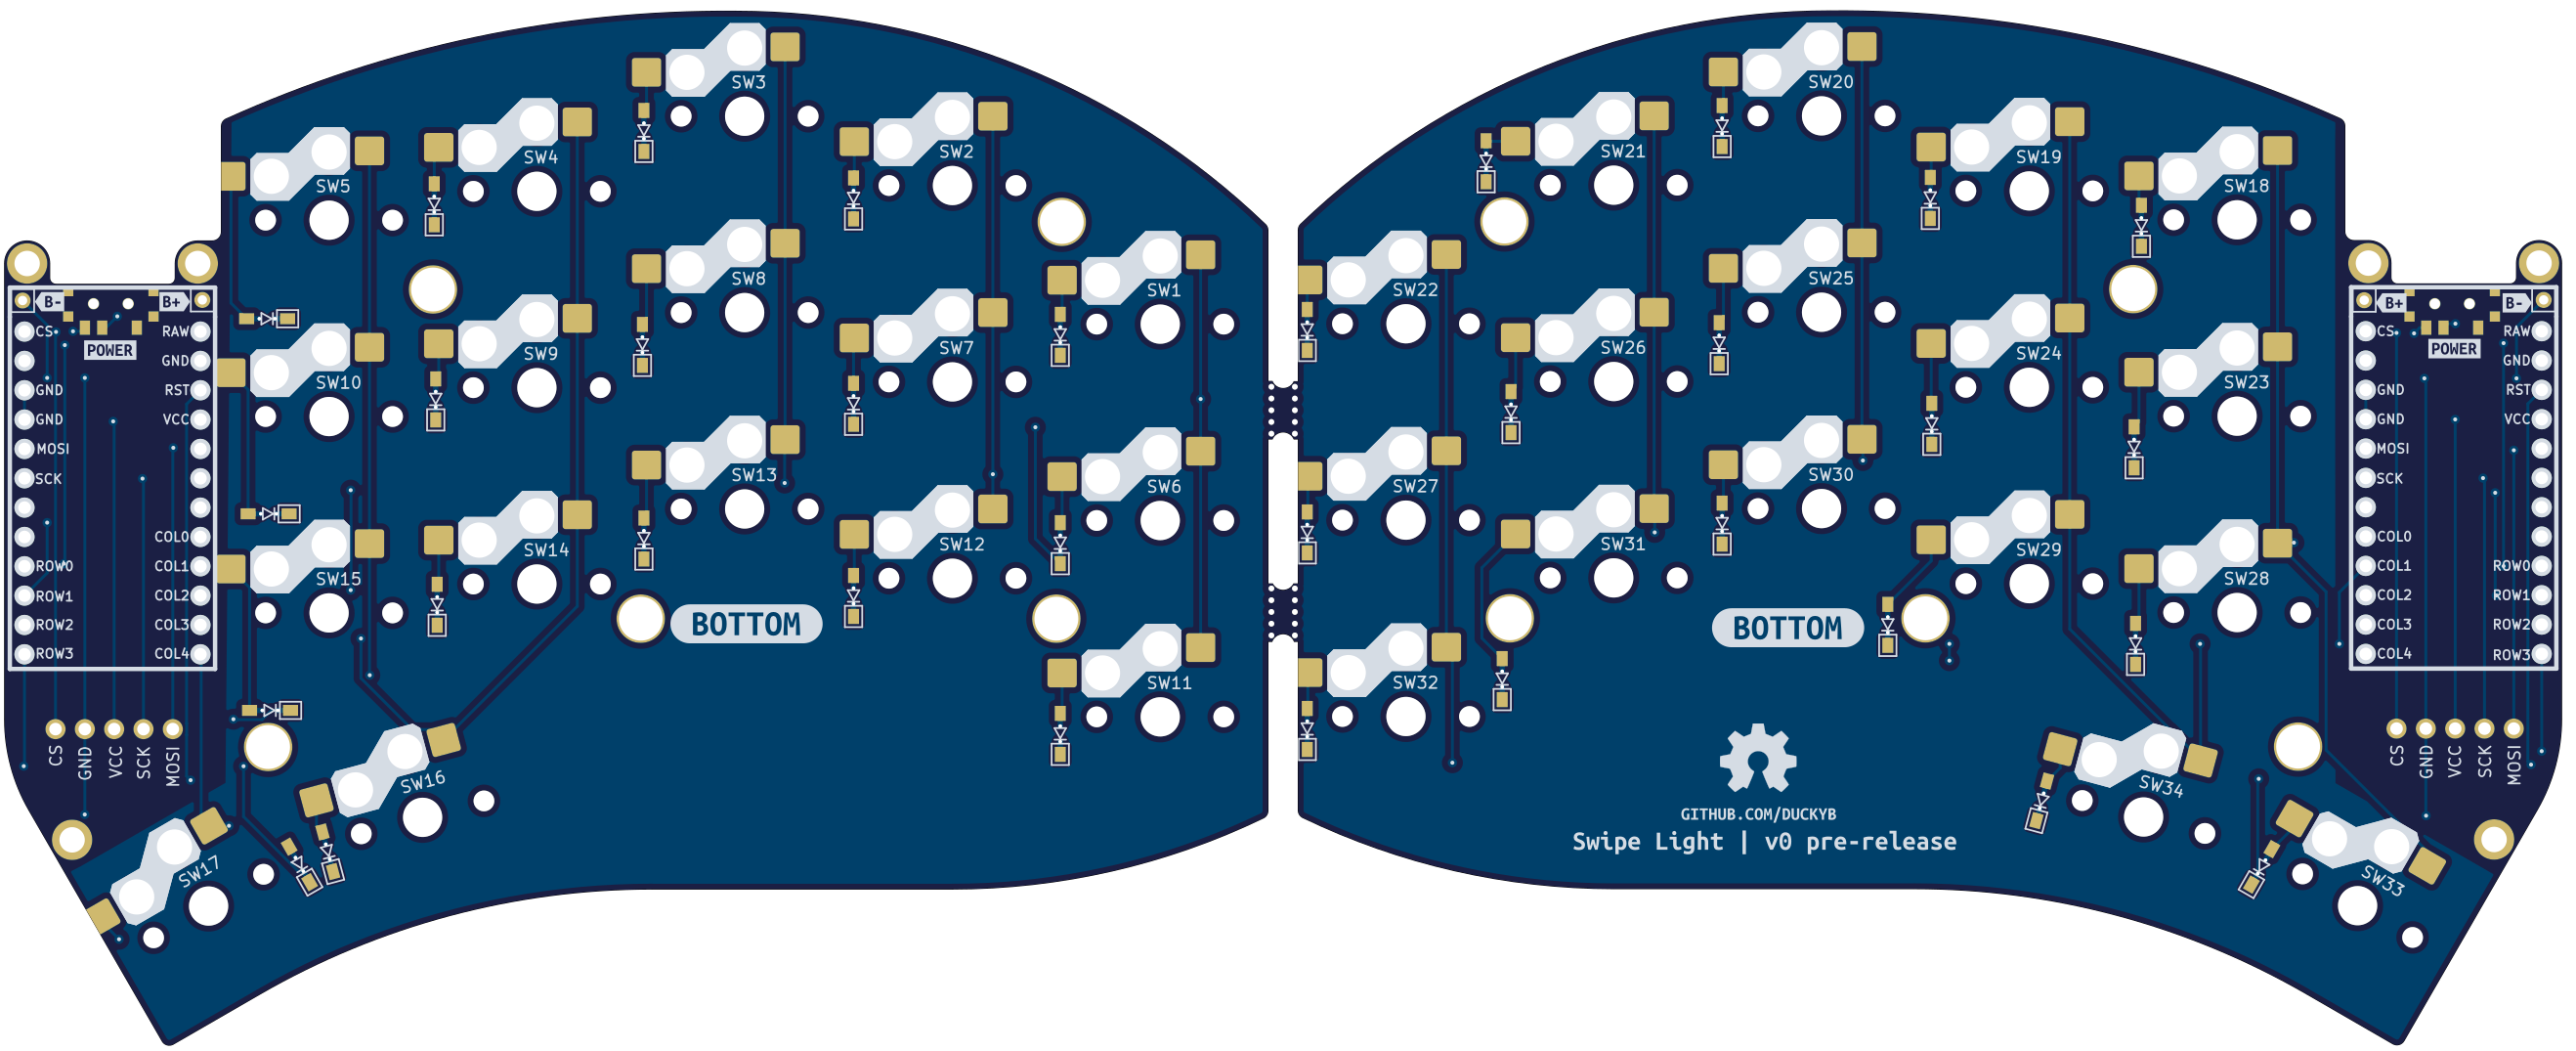 SW3
SW4
SW2
SW5
SW8
SW1
B-
B+
CS
RAW
POWER
GND
SW9
SW7
GND
RST
SW10
GND
VCC
MOSI
SCK
SW13
SW6
COL0
SW14
SW12
ROW0
COL1
SW15
ROW1
COL2
ROW2
COL3
BOTTOM
ROW3
COL4
SW11
CS
GND
VCC
SCK
MOSI
SW16
SW17
SW20
SW21
SW19
SW18
SW25
SW22
B+
B-
CS
RAW
POWER
SW26
SW24
GND
GND
RST
SW23
GND
VCC
MOSI
SCK
SW30
SW27
COL0
SW31
SW29
COL1
ROW0
SW28
COL2
ROW1
COL3
ROW2
BOTTOM
COL4
ROW3
SW32
CS
GND
VCC
SCK
MOSI
SW34
SW33
GITHUB.COM/DUCKYB
Swipe Light | v0 pre-release